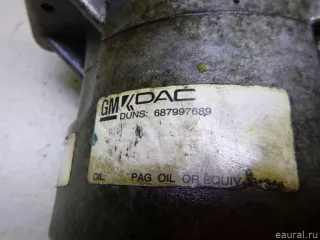 GM DAC
DUNS: 687997689
OIL: PAG OIL OR EQUIV
© eaural.ru